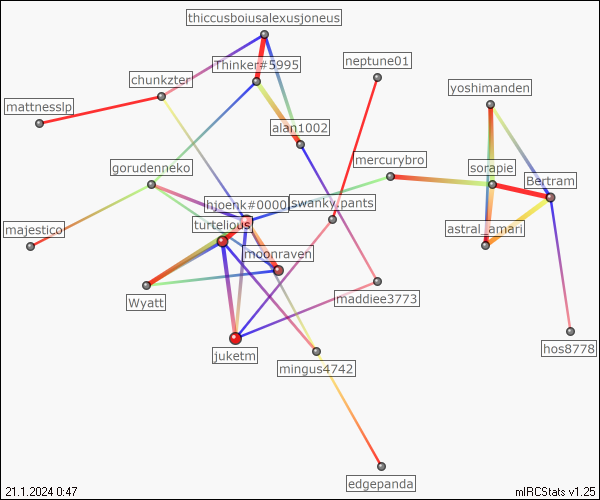 thiccusboiusalexusjoneus
Thinker#5995
neptune01
chunkzter
yoshimanden
mattnesslp
alan1002
mercurybro
gorudenneko
sorapie
Bertram
hjoenk#0000
swanky.pants
turtelious
majestico
astral_amari
moonraven
Wyatt
maddiee3773
juketm
hos8778
mingus4742
edgepanda
21.1.2024 0:47
mIRCStats v1.25